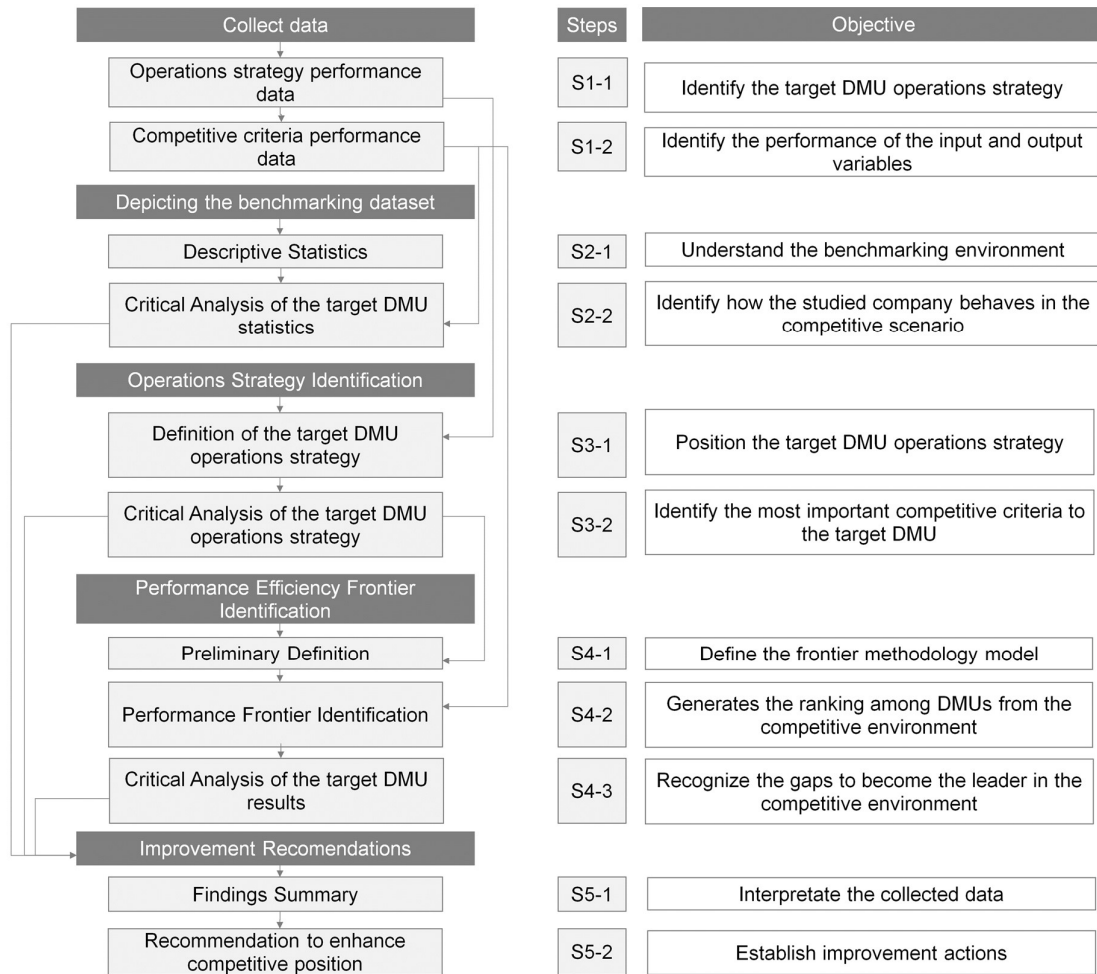 Collect data
Steps
Objective
Operations strategy performance
data
S1-1
Identify the target DMU operations strategy
Competitive criteria performance
data
S1-2
Identify the performance of the input and output
variables
Depicting the benchmarking dataset
Descriptive Statistics
S2-1
Understand the benchmarking environment
Critical Analysis of the target DMU
statistics
S2-2
Identify how the studied company behaves in the
competitive scenario
Operations Strategy Identification
Definition of the target DMU
operations strategy
S3-1
Position the target DMU operations strategy
Critical Analysis of the target DMU
operations strategy
S3-2
Identify the most important competitive criteria to
the target DMU
Performance Efficiency Frontier
Identification
Preliminary Definition
S4-1
Define the frontier methodology model
Performance Frontier Identification
S4-2
Generates the ranking among DMUs from the
competitive environment
Critical Analysis of the target DMU
results
S4-3
Recognize the gaps to become the leader in the
competitive environment
Improvement Recomendations
Findings Summary
S5-1
Interpretate the collected data
Recommendation to enhance
competitive position
S5-2
Establish improvement actions